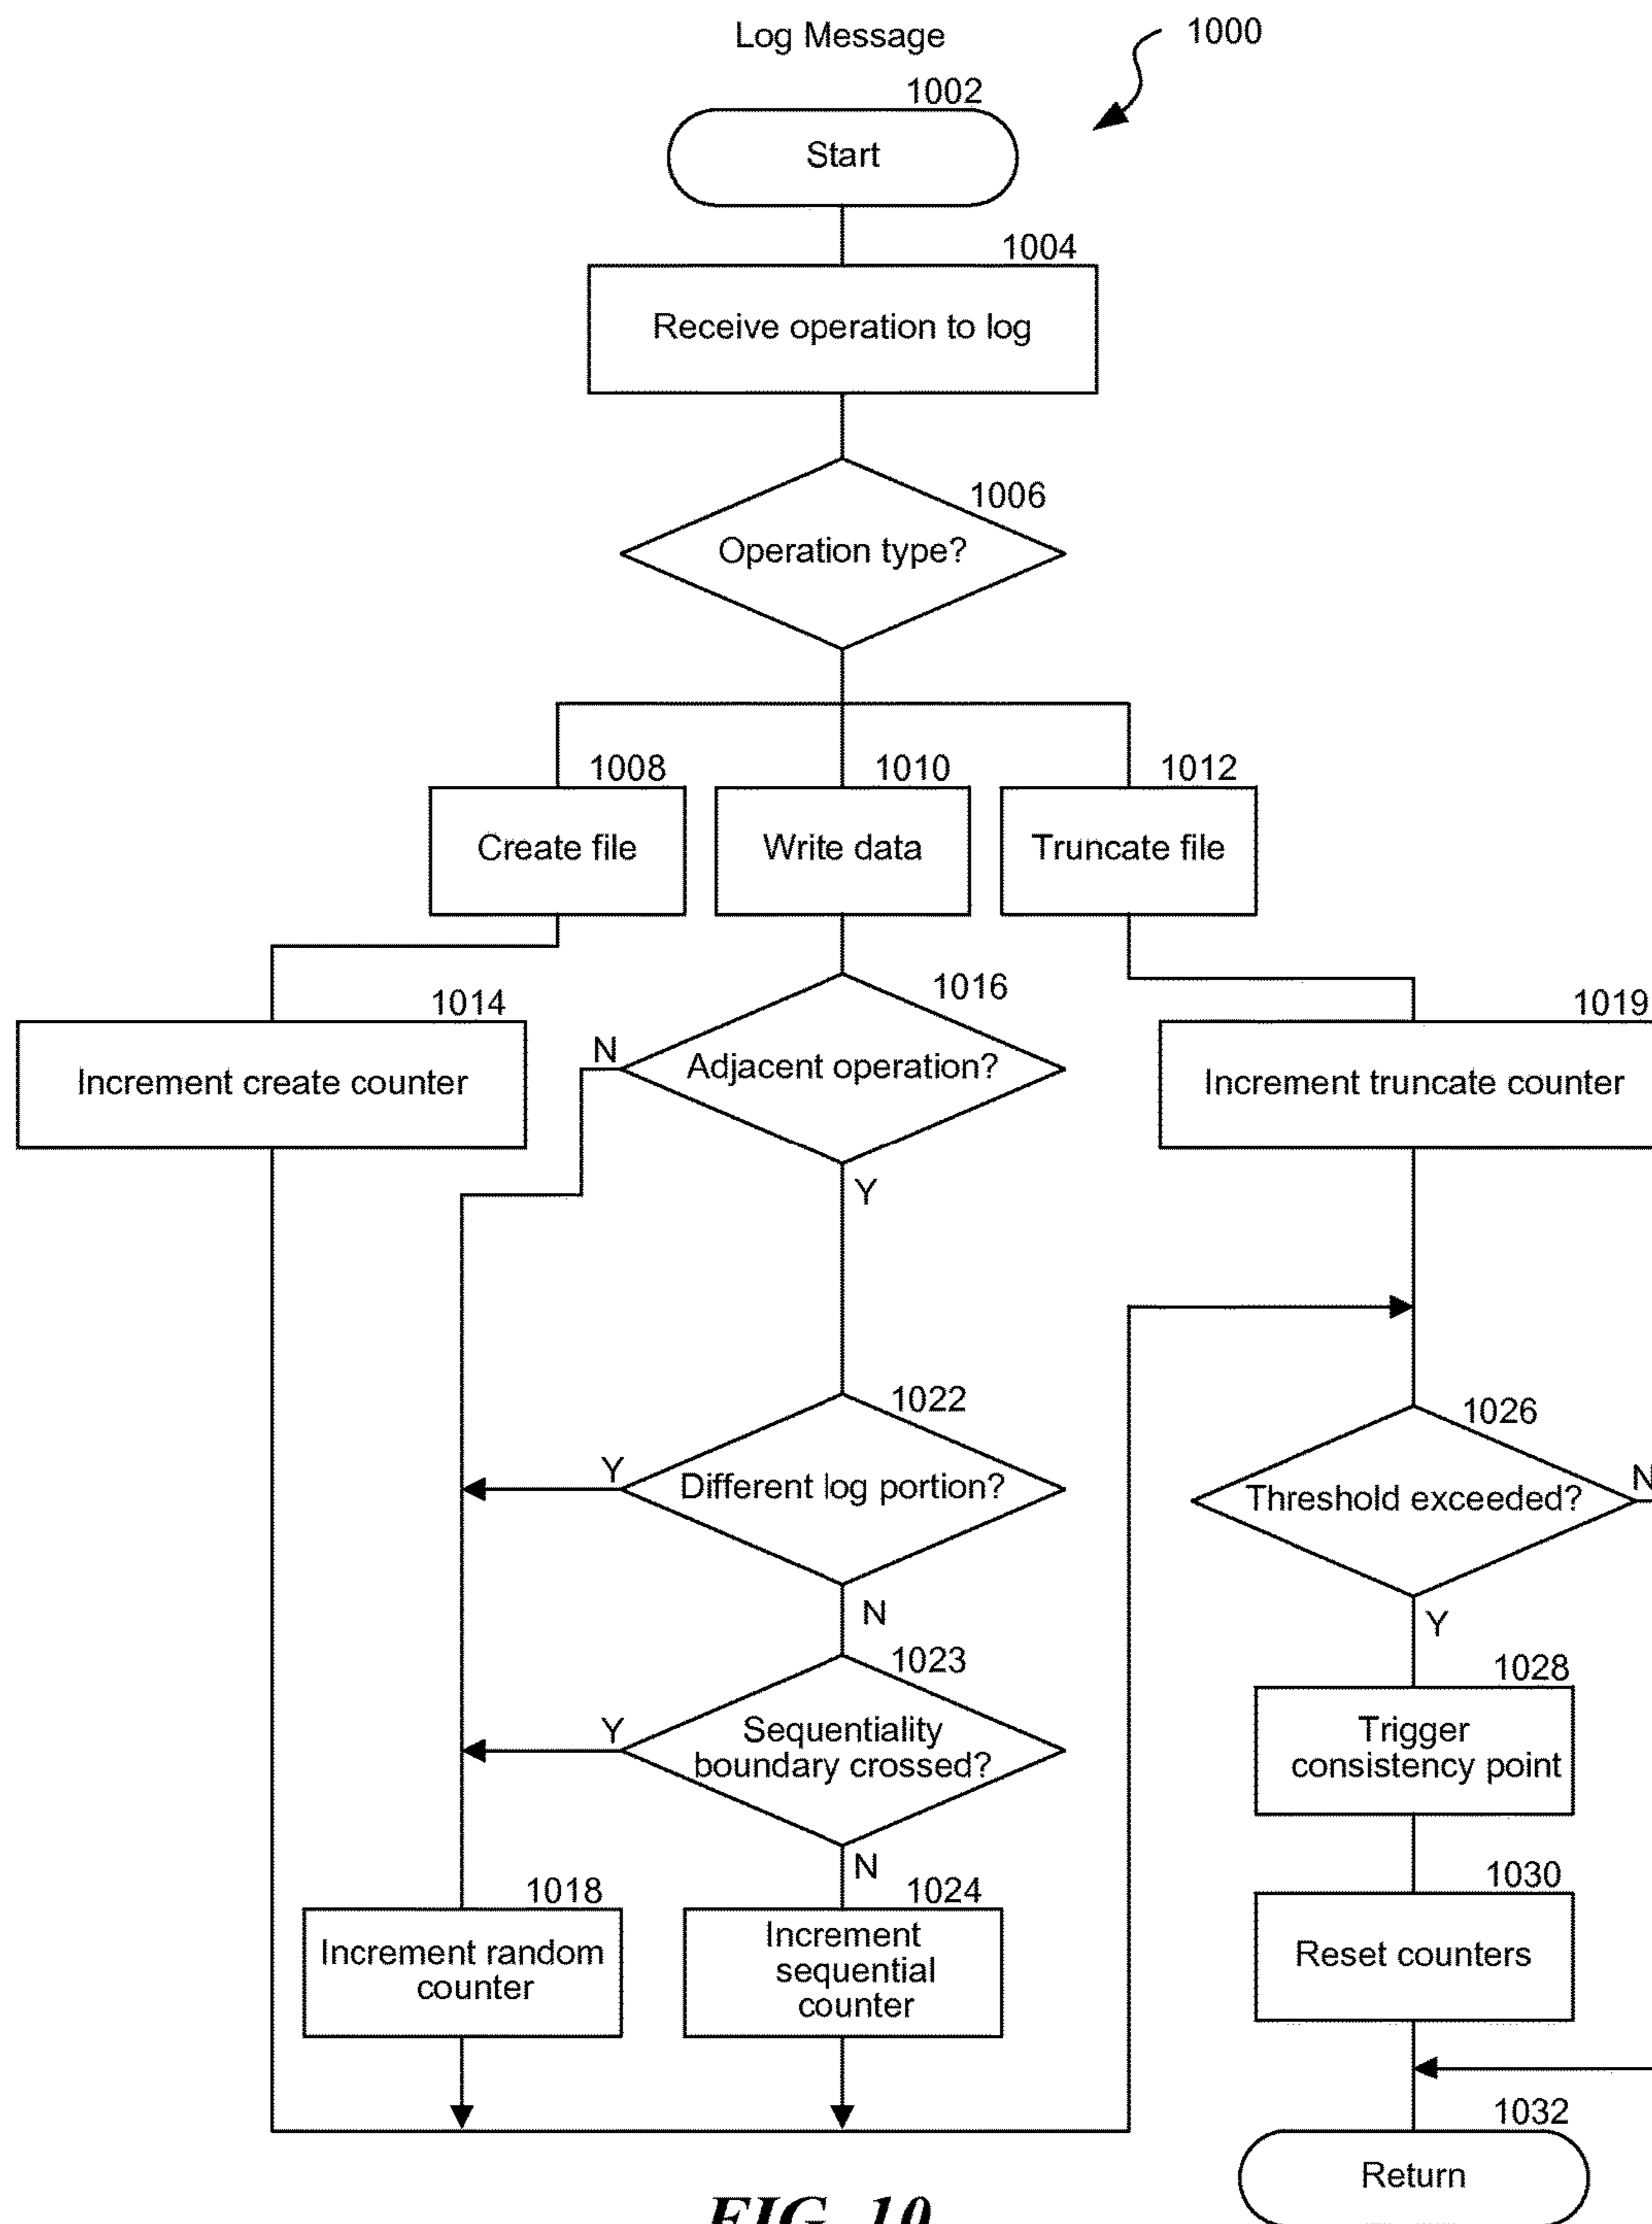 Log Message
1000
1002
Start
1004
Receive operation to log
1006
Operation type?
1008
1010
1012
Create file
Write data
Truncate file
1014
1016
1019
N
Increment create counter
Adjacent operation?
Increment truncate counter
Y
1022
1026
Y
Different log portion?
N
Threshold exceeded?
N
Y
1023
1028
Y
Sequentiality
boundary crossed?
Trigger
consistency point
N
1018
1024
1030
Increment random
counter
Increment
sequential
counter
Reset counters
1032
Return
FIG. 10